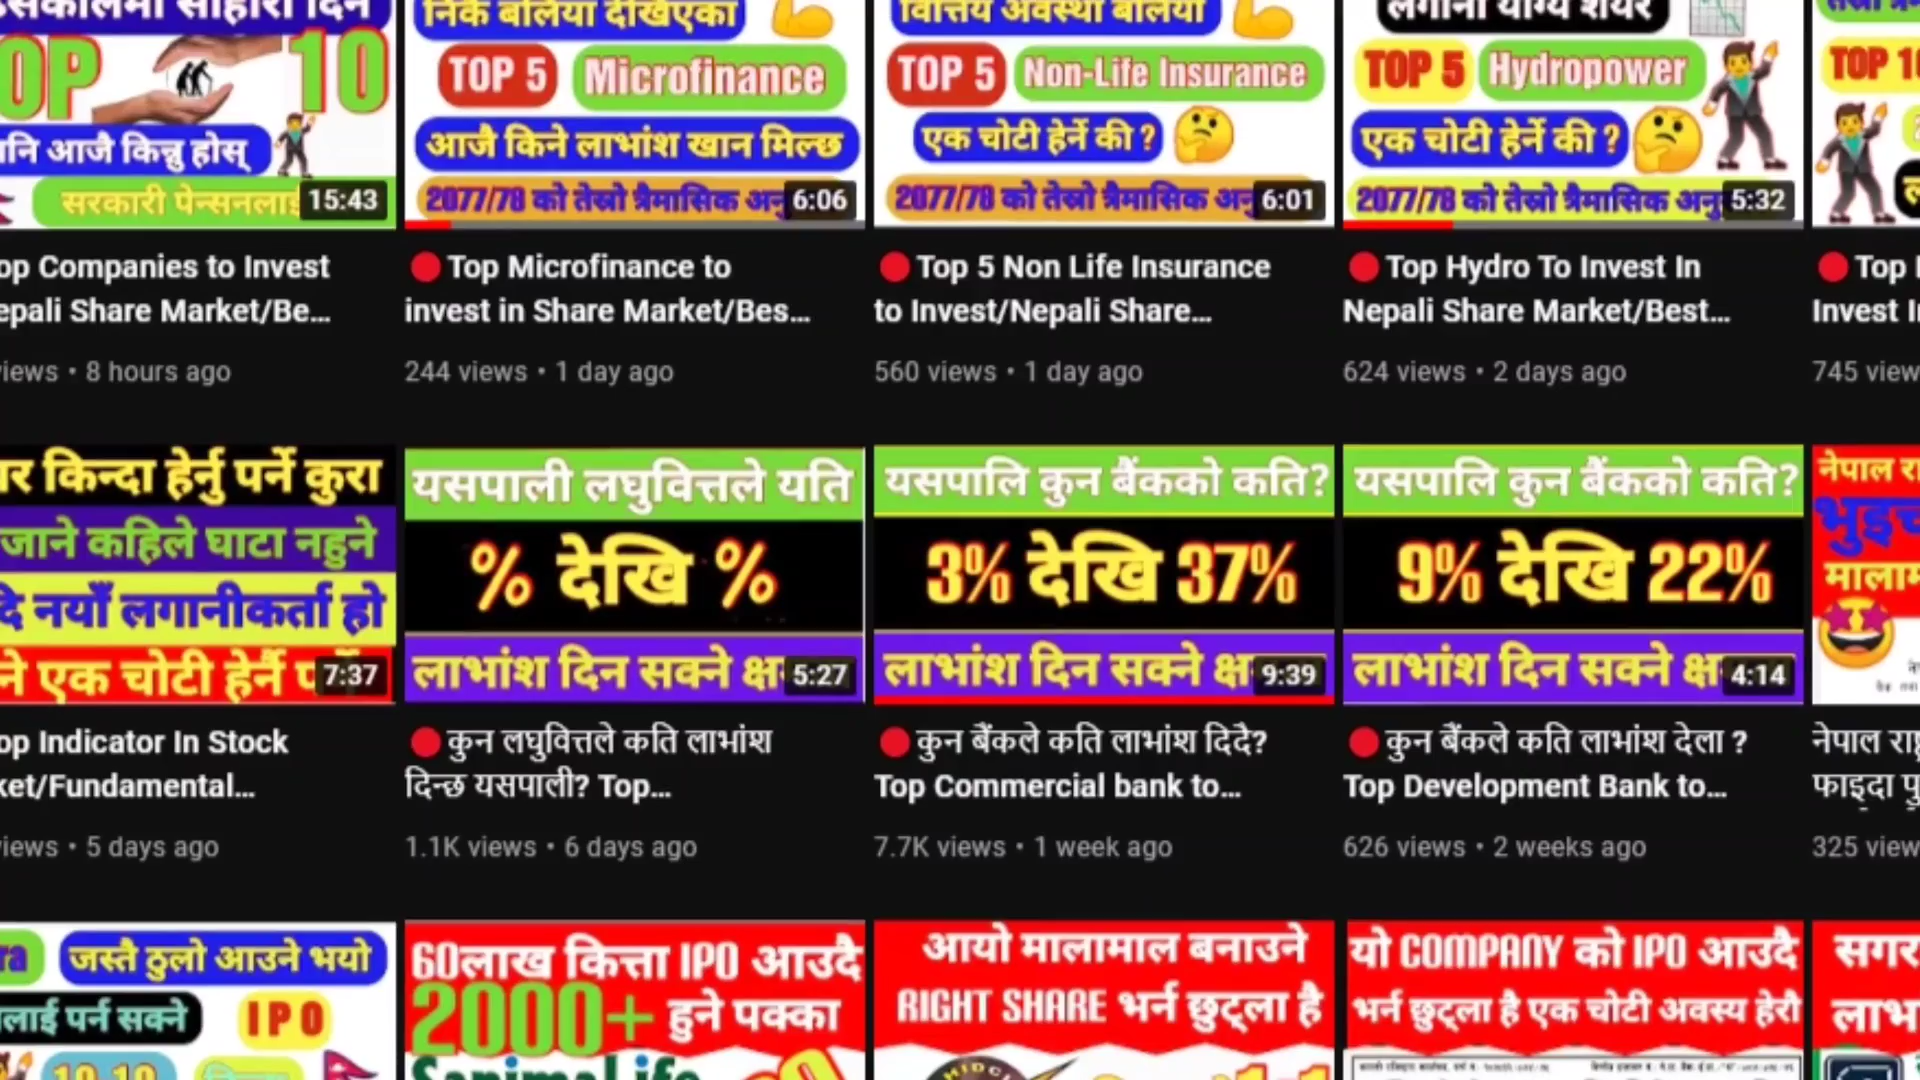 OP 10
नि आजै किन्नु होस्
सरकारी पेन्सनलाई
15:43
निकै बलियो देखिएका
TOP 5 Microfinance
आजै किने लाभांश खान मिल्छ
2077/78 को तेस्रो त्रैमासिक अनु
6:06
वित्तिय अवस्था बलियो
TOP 5 Non-Life Insurance
एक चोटी हेर्ने की ?
2077/78 को तेस्रो त्रैमासिक अनु
6:01
लगानी योग्य शेयर
TOP 5 Hydropower
एक चोटी हेर्ने की ?
2077/78 को तेस्रो त्रैमासिक अनु
5:32
TOP 1
op Companies to Invest
epali Share Market/Be...
iews • 8 hours ago
Top Microfinance to
invest in Share Market/Bes...
244 views • 1 day ago
Top 5 Non Life Insurance
to Invest/Nepali Share...
560 views • 1 day ago
Top Hydro To Invest In
Nepali Share Market/Best...
624 views • 2 days ago
Top
Invest I
745 view
र किन्दा हेर्नु पर्ने कुरा
जाने कहिले घाटा नहुने
दि नयाँ लगानीकर्ता हो
ने एक चोटी हेर्नै प
7:37
यसपाली लघुवित्तले यति
% देखि %
लाभांश दिन सक्ने क्ष
5:27
यसपालि कुन बैंकको कति?
3% देखि 37%
लाभांश दिन सक्ने क्ष
9:39
यसपालि कुन बैंकको कति?
9% देखि 22%
लाभांश दिन सक्ने क्ष
4:14
नेपाल रा
भुइच
मालाम
op Indicator In Stock
ket/Fundamental...
iews • 5 days ago
कुन लघुवित्तले कति लाभांश
दिन्छ यसपाली? Top...
1.1K views • 6 days ago
कुन बैंकले कति लाभांश दिदै?
Top Commercial bank to...
7.7K views • 1 week ago
कुन बैंकले कति लाभांश देला ?
Top Development Bank to...
626 views • 2 weeks ago
नेपाल राष्ट्
फाइदा पु
325 view
ra जस्तै ठुलो आउने भयो
लाई पर्न सक्ने IPO
10-10
60लाख कित्ता IPO आउदै
2000+ हुने पक्का
SanimaLife
आयो मालामाल बनाउने
RIGHT SHARE भर्न छुट्ला है
यो COMPANY को IPO आउदै
भर्न छुट्ला है एक चोटी अवस्य हेरौ
सगर
लाभ